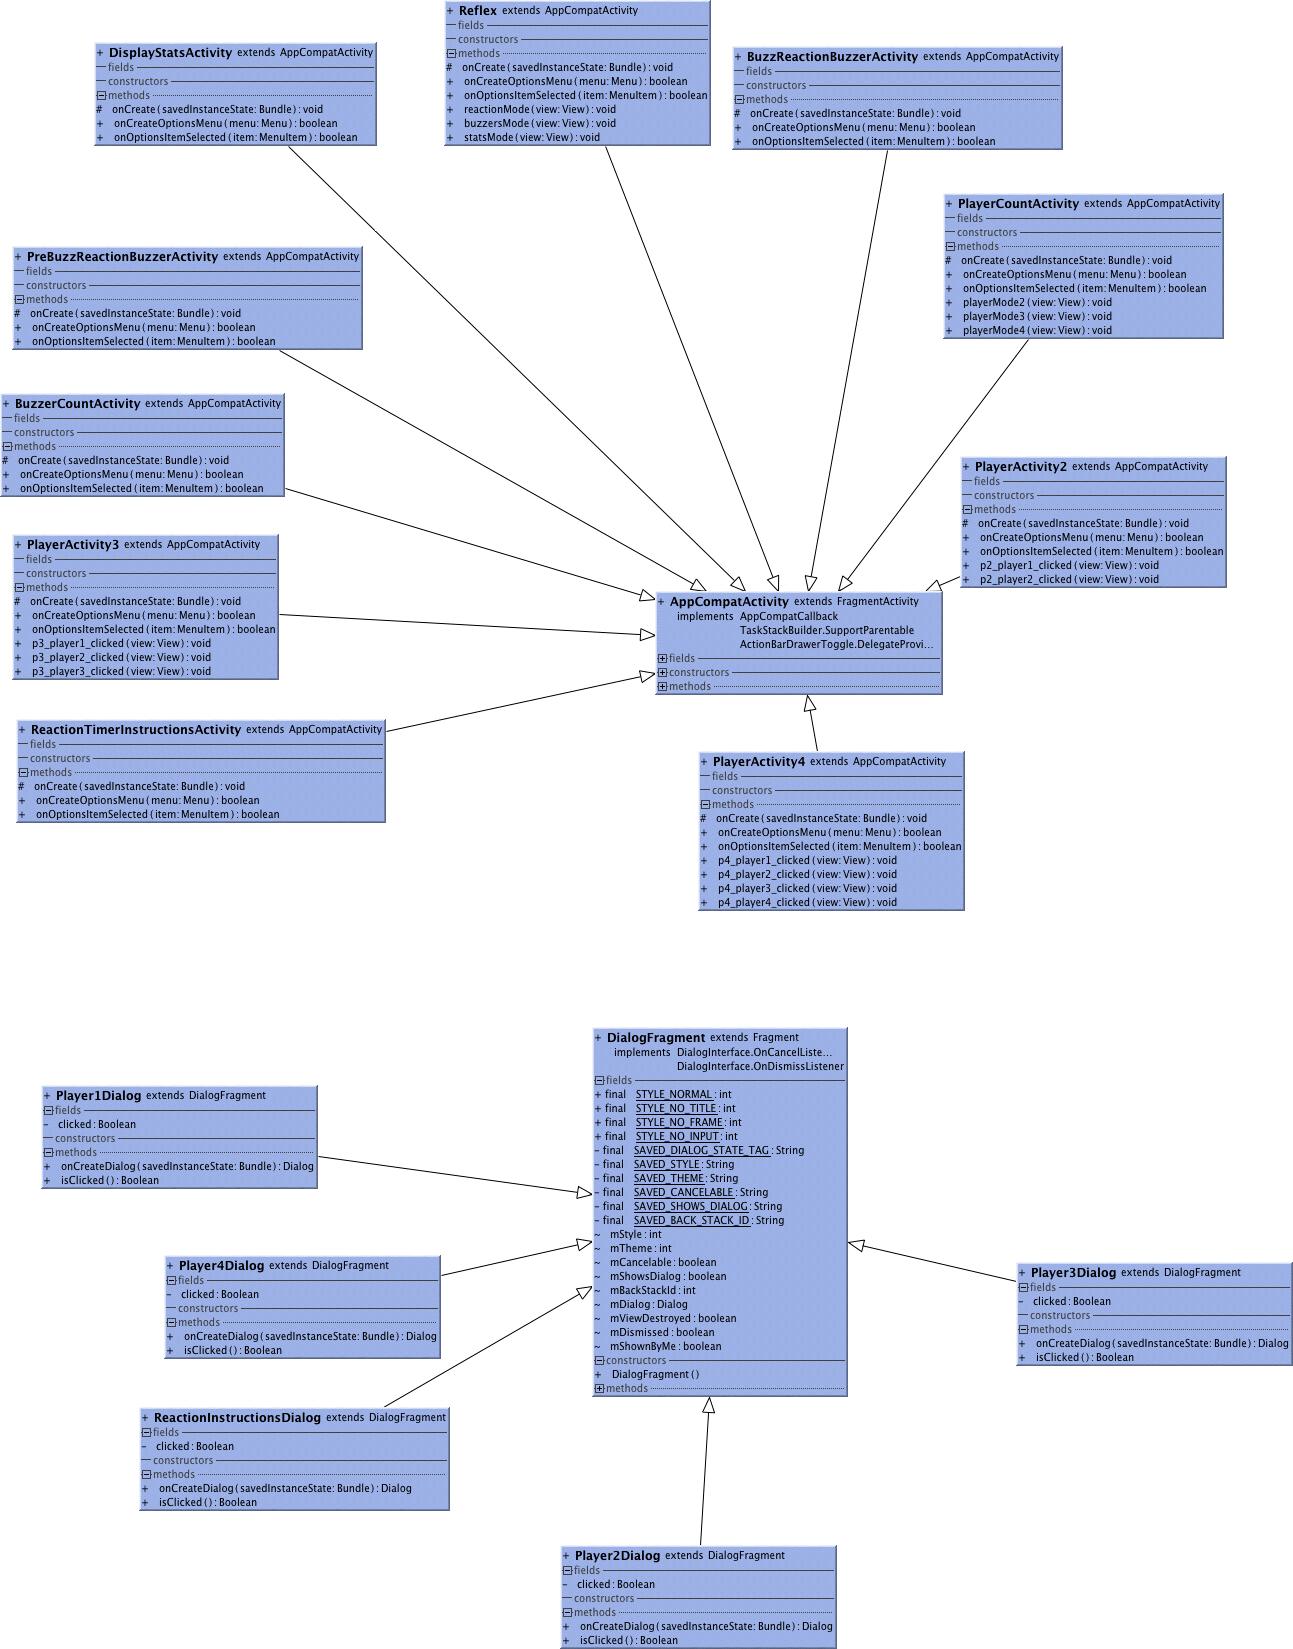 + Reflex extends AppCompatActivity
fields
constructors
methods
# onCreate(savedInstanceState: Bundle): void
+ onCreateOptionsMenu(menu: Menu): boolean
+ onOptionsItemSelected(item: MenuItem): boolean
+ reactionMode(view: View): void
+ buzzersMode(view: View): void
+ statsMode(view: View): void
+ DisplayStatsActivity extends AppCompatActivity
fields
constructors
methods
# onCreate(savedInstanceState: Bundle): void
+ onCreateOptionsMenu(menu: Menu): boolean
+ onOptionsItemSelected(item: MenuItem): boolean
+ BuzzReactionBuzzerActivity extends AppCompatActivity
fields
constructors
methods
# onCreate(savedInstanceState: Bundle): void
+ onCreateOptionsMenu(menu: Menu): boolean
+ onOptionsItemSelected(item: MenuItem): boolean
+ PlayerCountActivity extends AppCompatActivity
fields
constructors
methods
# onCreate(savedInstanceState: Bundle): void
+ onCreateOptionsMenu(menu: Menu): boolean
+ onOptionsItemSelected(item: MenuItem): boolean
+ playerMode2(view: View): void
+ playerMode3(view: View): void
+ playerMode4(view: View): void
+ PreBuzzReactionBuzzerActivity extends AppCompatActivity
fields
constructors
methods
# onCreate(savedInstanceState: Bundle): void
+ onCreateOptionsMenu(menu: Menu): boolean
+ onOptionsItemSelected(item: MenuItem): boolean
+ BuzzerCountActivity extends AppCompatActivity
fields
constructors
methods
# onCreate(savedInstanceState: Bundle): void
+ onCreateOptionsMenu(menu: Menu): boolean
+ onOptionsItemSelected(item: MenuItem): boolean
+ PlayerActivity2 extends AppCompatActivity
fields
constructors
methods
# onCreate(savedInstanceState: Bundle): void
+ onCreateOptionsMenu(menu: Menu): boolean
+ onOptionsItemSelected(item: MenuItem): boolean
+ p2_player1_clicked(view: View): void
+ p2_player2_clicked(view: View): void
+ PlayerActivity3 extends AppCompatActivity
fields
constructors
methods
# onCreate(savedInstanceState: Bundle): void
+ onCreateOptionsMenu(menu: Menu): boolean
+ onOptionsItemSelected(item: MenuItem): boolean
+ p3_player1_clicked(view: View): void
+ p3_player2_clicked(view: View): void
+ p3_player3_clicked(view: View): void
+ AppCompatActivity extends FragmentActivity
implements AppCompatCallback
TaskStackBuilder.SupportParentable
ActionBarDrawerToggle.DelegateProvi...
fields
constructors
methods
+ ReactionTimerInstructionsActivity extends AppCompatActivity
fields
constructors
methods
# onCreate(savedInstanceState: Bundle): void
+ onCreateOptionsMenu(menu: Menu): boolean
+ onOptionsItemSelected(item: MenuItem): boolean
+ PlayerActivity4 extends AppCompatActivity
fields
constructors
methods
# onCreate(savedInstanceState: Bundle): void
+ onCreateOptionsMenu(menu: Menu): boolean
+ onOptionsItemSelected(item: MenuItem): boolean
+ p4_player1_clicked(view: View): void
+ p4_player2_clicked(view: View): void
+ p4_player3_clicked(view: View): void
+ p4_player4_clicked(view: View): void
+ DialogFragment extends Fragment
implements DialogInterface.OnCancelListe...
DialogInterface.OnDismissListener
fields
+ final STYLE_NORMAL: int
+ final STYLE_NO_TITLE: int
+ final STYLE_NO_FRAME: int
+ final STYLE_NO_INPUT: int
- final SAVED_DIALOG_STATE_TAG: String
- final SAVED_STYLE: String
- final SAVED_THEME: String
- final SAVED_CANCELABLE: String
- final SAVED_SHOWS_DIALOG: String
- final SAVED_BACK_STACK_ID: String
~ mStyle: int
~ mTheme: int
~ mCancelable: boolean
~ mShowsDialog: boolean
~ mBackStackId: int
~ mDialog: Dialog
~ mViewDestroyed: boolean
~ mDismissed: boolean
~ mShownByMe: boolean
constructors
+ DialogFragment()
methods
+ Player1Dialog extends DialogFragment
fields
- clicked: Boolean
constructors
methods
+ onCreateDialog(savedInstanceState: Bundle): Dialog
+ isClicked(): Boolean
+ Player4Dialog extends DialogFragment
fields
- clicked: Boolean
constructors
methods
+ onCreateDialog(savedInstanceState: Bundle): Dialog
+ isClicked(): Boolean
+ Player3Dialog extends DialogFragment
fields
- clicked: Boolean
constructors
methods
+ onCreateDialog(savedInstanceState: Bundle): Dialog
+ isClicked(): Boolean
+ ReactionInstructionsDialog extends DialogFragment
fields
- clicked: Boolean
constructors
methods
+ onCreateDialog(savedInstanceState: Bundle): Dialog
+ isClicked(): Boolean
+ Player2Dialog extends DialogFragment
fields
- clicked: Boolean
constructors
methods
+ onCreateDialog(savedInstanceState: Bundle): Dialog
+ isClicked(): Boolean